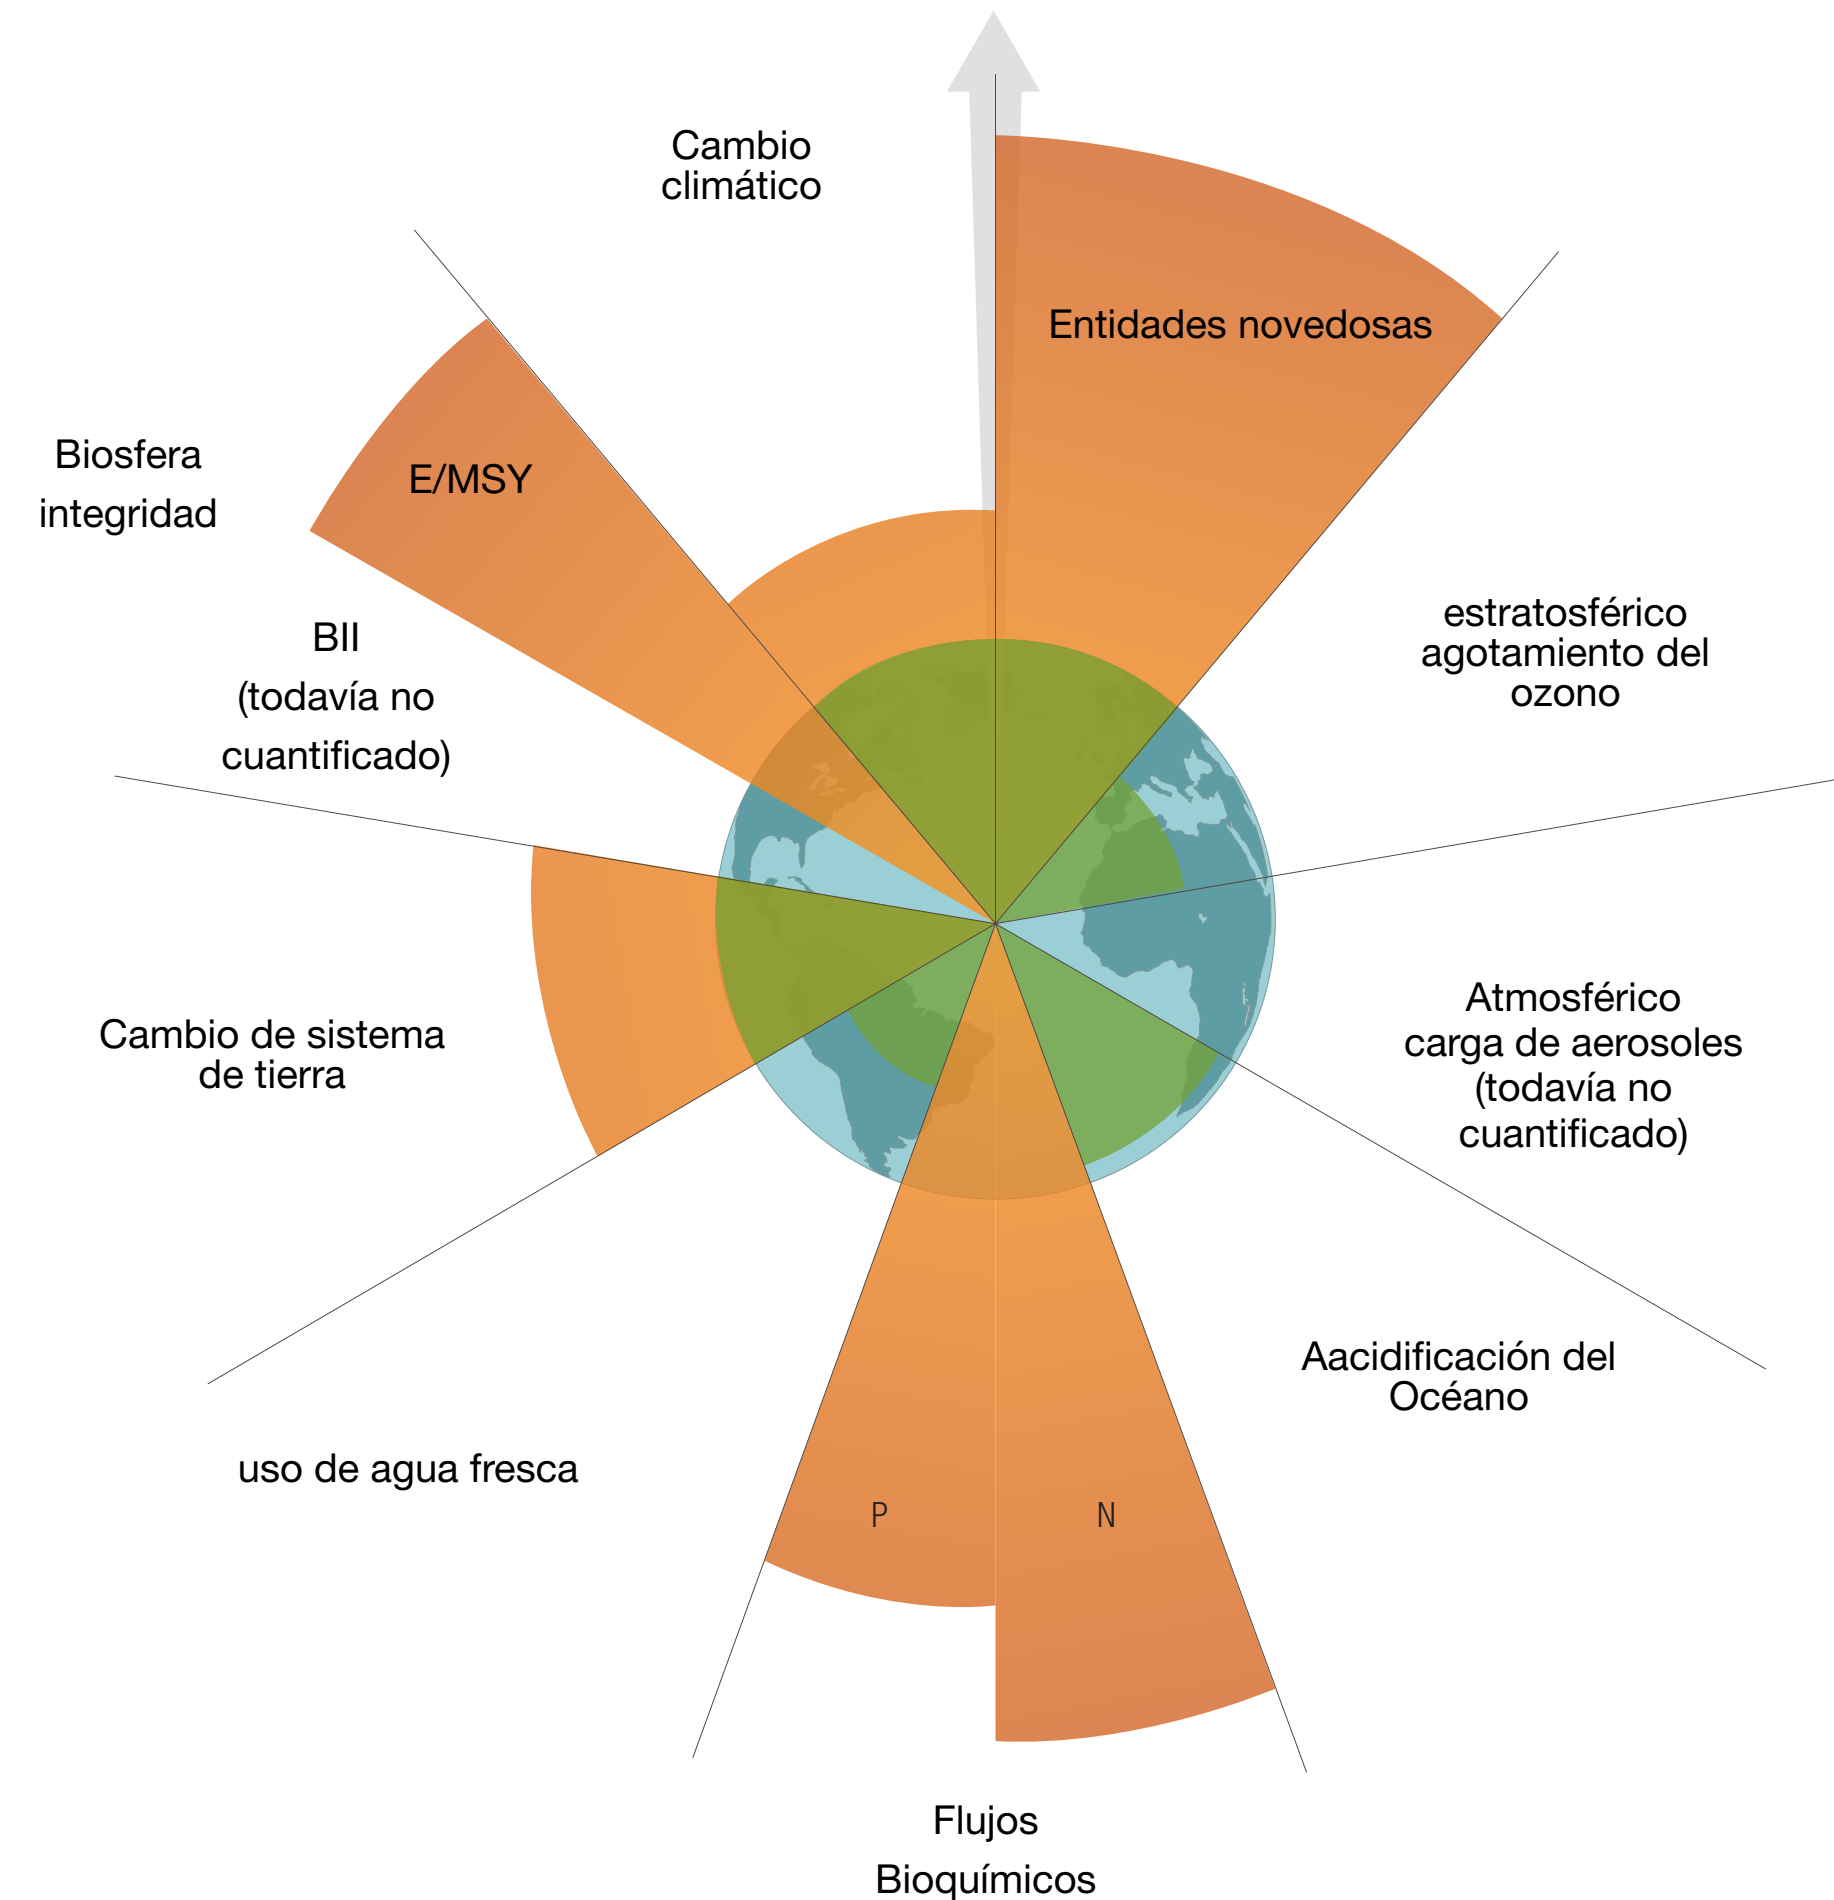 Cambio
climático
Entidades novedosas
Biosfera
integridad
E/MSY
BII
(todavía no
cuantificado)
estratosférico
agotamiento del
ozono
Atmosférico
carga de aerosoles
(todavía no
cuantificado)
Cambio de sistema
de tierra
Aacidificación del
Océano
uso de agua fresca
P
N
Flujos
Bioquímicos